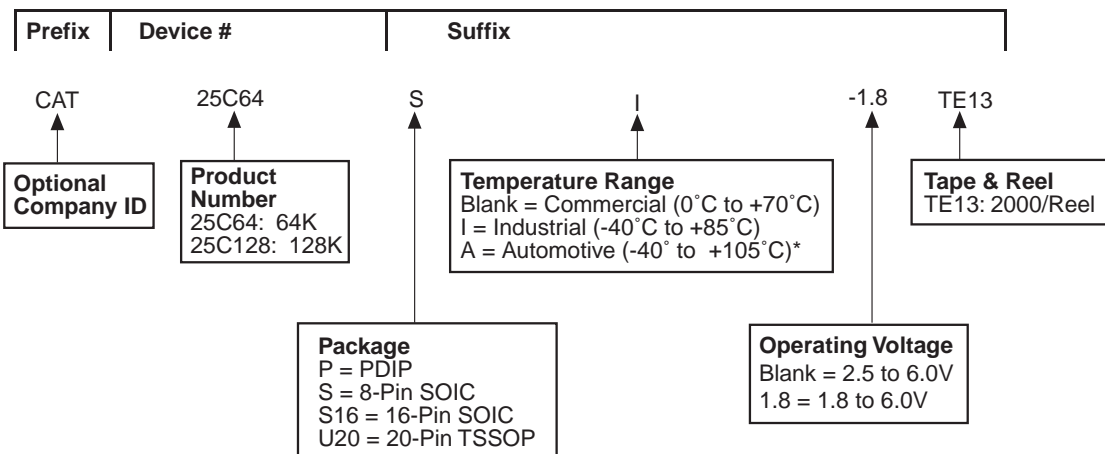 Prefix Device # Suffix
CAT 25C64 S I -1.8 TE13
Optional
Company ID
Product
Number
25C64: 64K
25C128: 128K
Temperature Range
Blank = Commercial (0˚C to +70˚C)
I = Industrial (-40˚C to +85˚C)
A = Automotive (-40˚ to +105˚C)*
Tape & Reel
TE13: 2000/Reel
Package
P = PDIP
S = 8-Pin SOIC
S16 = 16-Pin SOIC
U20 = 20-Pin TSSOP
Operating Voltage
Blank = 2.5 to 6.0V
1.8 = 1.8 to 6.0V